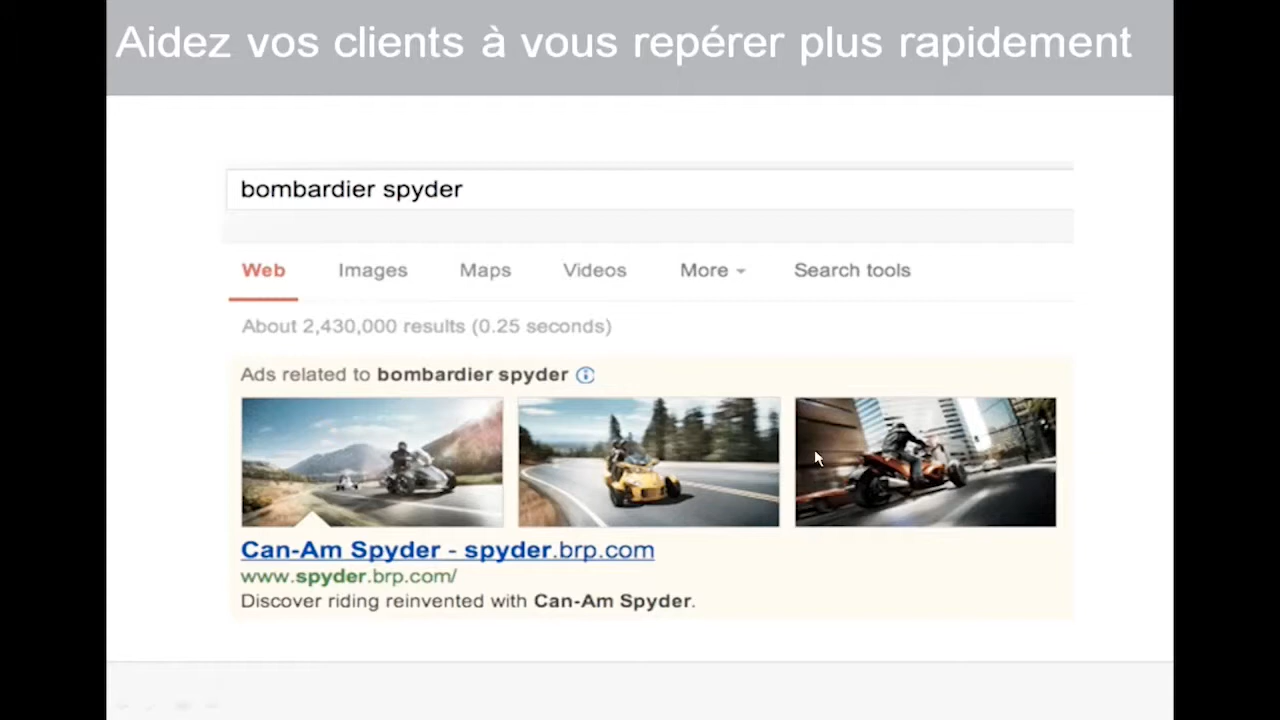 Aidez vos clients à vous repérer plus rapidement
bombardier spyder
Web Images Maps Videos More Search tools
About 2,430,000 results (0.25 seconds)
Ads related to bombardier spyder
Can-Am Spyder - spyder.brp.com
www.spyder.brp.com/
Discover riding reinvented with Can-Am Spyder.